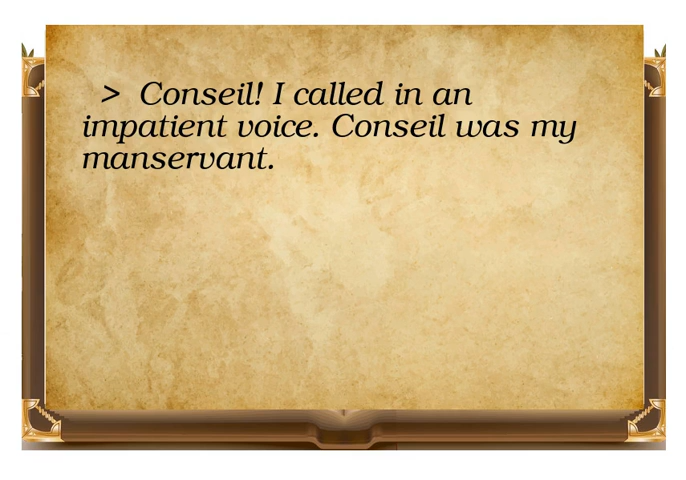 > Conseil! I called in an
impatient voice. Conseil was my
manservant.